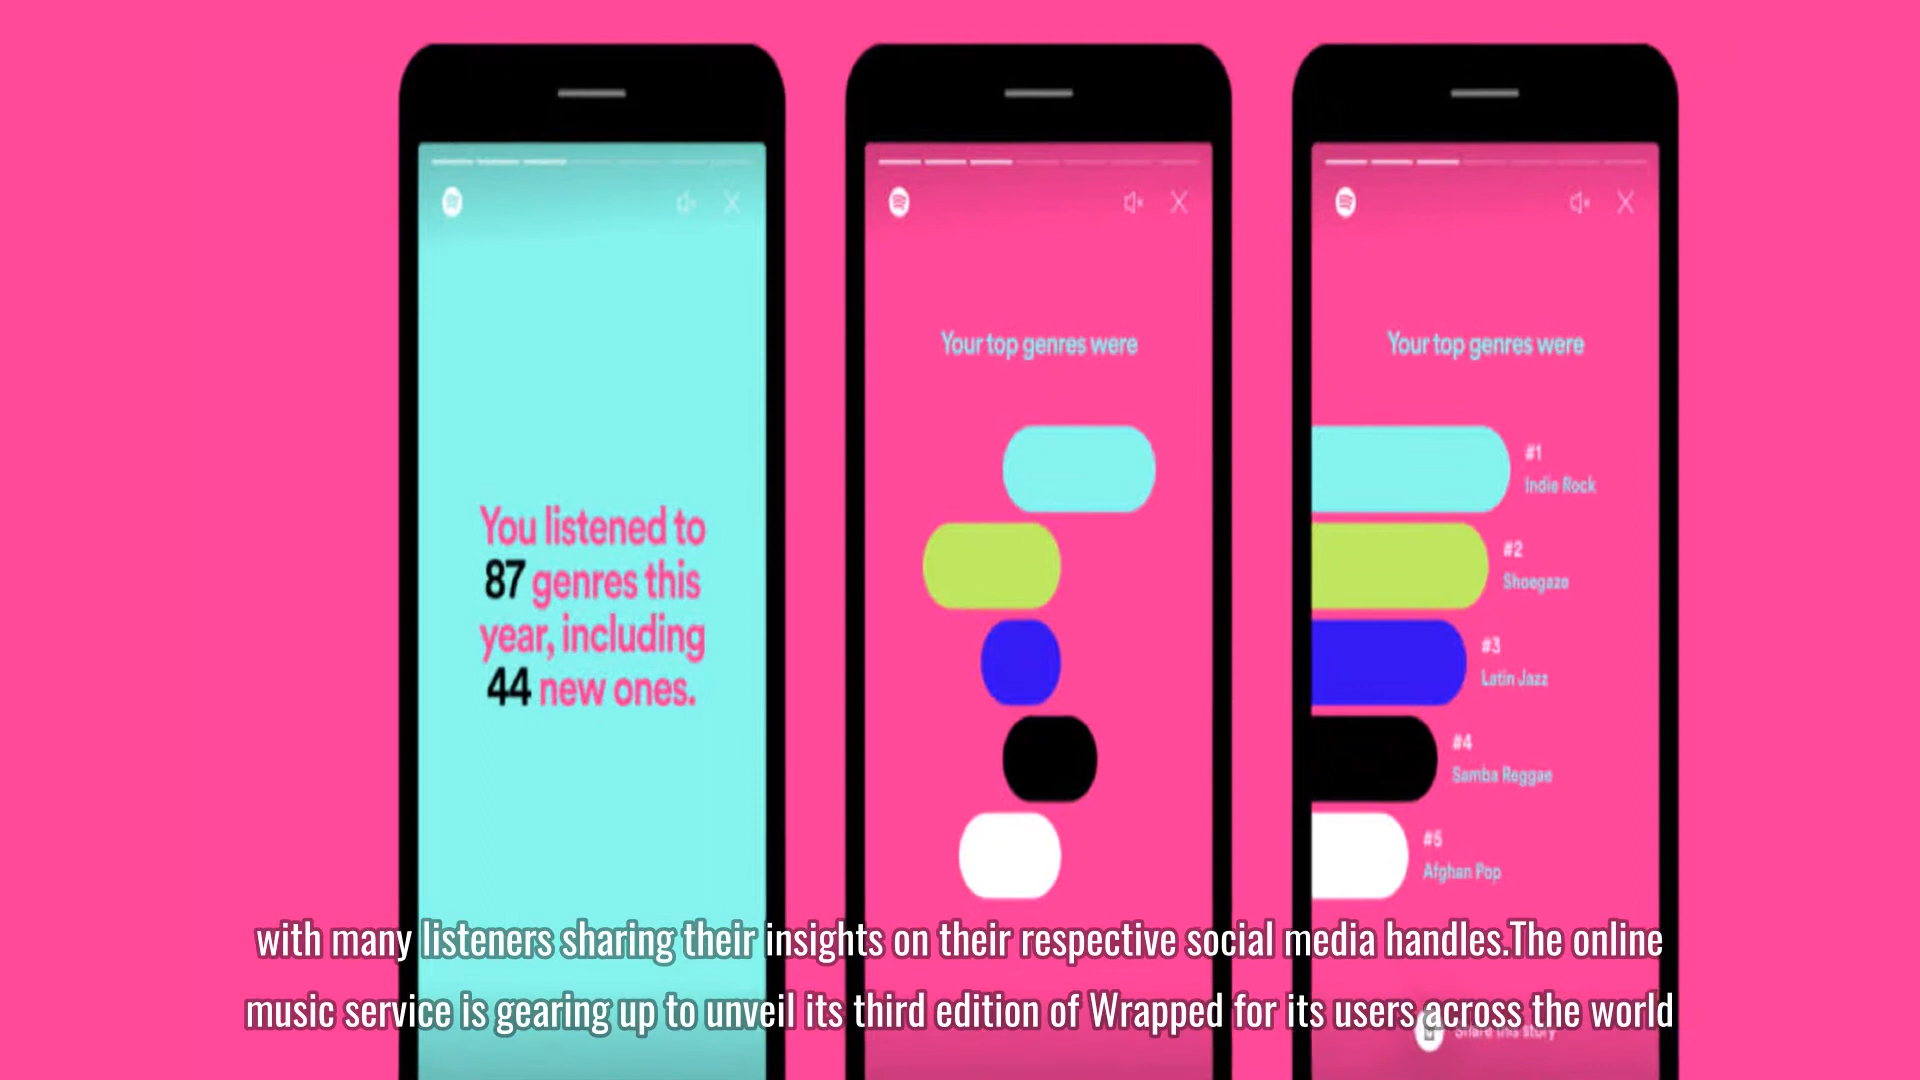 You listened to
87 genres this
year, including
44 new ones.
Your top genres were
Your top genres were
#1
Indie Rock
#2
Shoegaze
#3
Latin Jazz
#4
Samba Reggae
#5
Afghan Pop
Share this story
with many listeners sharing their insights on their respective social media handles.The online
music service is gearing up to unveil its third edition of Wrapped for its users across the world